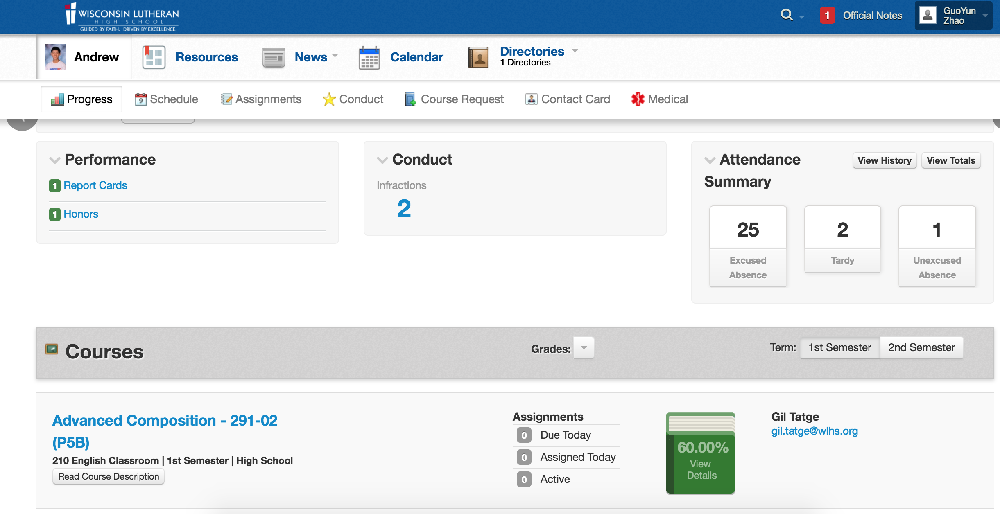 WISCONSIN LUTHERAN
HIGH SCHOOL
GUIDED BY FAITH. DRIVEN BY EXCELLENCE.
1 Official Notes
GuoYun
Zhao
Andrew
Resources
News
Calendar
Directories
1 Directories
Progress
9 Schedule
Assignments
Conduct
Course Request
Contact Card
Medical
Performance
1 Report Cards
1 Honors
Conduct
Infractions
2
Attendance
Summary
View History
View Totals
25
Excused
Absence
2
Tardy
1
Unexcused
Absence
Courses
Grades:
Term: 1st Semester 2nd Semester
Advanced Composition - 291-02
(P5B)
210 English Classroom | 1st Semester | High School
Read Course Description
Assignments
0 Due Today
0 Assigned Today
0 Active
60.00%
View
Details
Gil Tatge
gil.tatge@wlhs.org